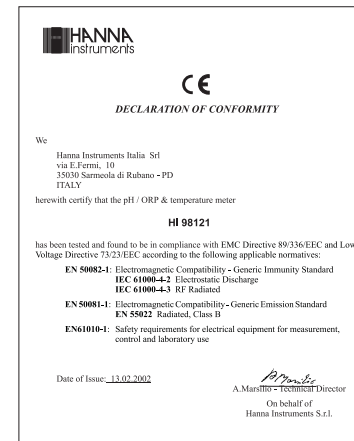 HANNA
instruments
CE
DECLARATION OF CONFORMITY
We
Hanna Instruments Italia Srl
via E.Fermi, 10
35030 Sarmeola di Rubano - PD
ITALY
herewith certify that the pH / ORP & temperature meter
HI 98121
has been tested and found to be in compliance with EMC Directive 89/336/EEC and Low
Voltage Directive 73/23/EEC according to the following applicable normatives:
EN 50082-1: Electromagnetic Compatibility - Generic Immunity Standard
IEC 61000-4-2 Electrostatic Discharge
IEC 61000-4-3 RF Radiated
EN 50081-1: Electromagnetic Compatibility - Generic Emission Standard
EN 55022 Radiated, Class B
EN61010-1: Safety requirements for electrical equipment for measurement,
control and laboratory use
Date of Issue: 13.02.2002
A.Marsilio - Technical Director
On behalf of
Hanna Instruments S.r.l.